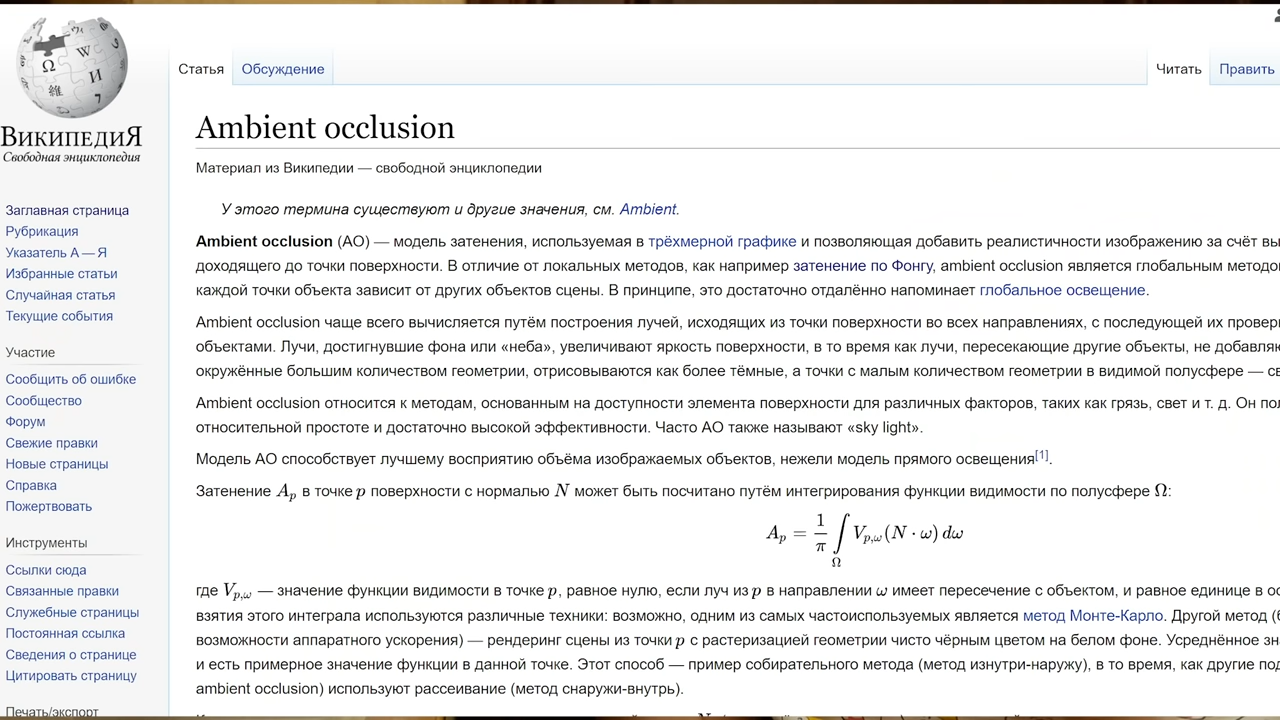 ВикипедиЯ
Свободная энциклопедия
Статья
Обсуждение
Читать
Править
Ambient occlusion
Материал из Википедии — свободной энциклопедии
У этого термина существуют и другие значения, см. Ambient.
Ambient occlusion (AO) — модель затенения, используемая в трёхмерной графике и позволяющая добавить реалистичности изображению за счёт
доходящего до точки поверхности. В отличие от локальных методов, как например затенение по Фонгу, ambient occlusion является глобальным
каждой точки объекта зависит от других объектов сцены. В принципе, это достаточно отдалённо напоминает глобальное освещение.
Ambient occlusion чаще всего вычисляется путём построения лучей, исходящих из точки поверхности во всех направлениях, с последующей их
объектами. Лучи, достигнувшие фона или «неба», увеличивают яркость поверхности, в то время как лучи, пересекающие другие объекты, не
окружённые большим количеством геометрии, отрисовываются как более тёмные, а точки с малым количеством геометрии в видимой полусфере —
Ambient occlusion относится к методам, основанным на доступности элемента поверхности для различных факторов, таких как грязь, свет и т. д. Он
относительной простоте и достаточно высокой эффективности. Часто AO также называют «sky light».
Модель AO способствует лучшему восприятию объёма изображаемых объектов, нежели модель прямого освещения[1].
Затенение Aₚ в точке p поверхности с нормалью N может быть посчитано путём интегрирования функции видимости по полусфере Ω:
Aₚ = 1/π ∫Ω Vp,ω(N · ω) dω
где Vp,ω — значение функции видимости в точке p, равное нулю, если луч из p в направлении ω имеет пересечение с объектом, и равное единице в
взятия этого интеграла используются различные техники: возможно, одним из самых частоиспользуемых является метод Монте-Карло. Другой метод
возможности аппаратного ускорения) — рендеринг сцены из точки p с растеризацией геометрии чисто чёрным цветом на белом фоне. Усреднённое
и есть примерное значение функции в данной точке. Этот способ — пример собирательного метода (метод изнутри-наружу), в то время, как другие
ambient occlusion) используют рассеивание (метод снаружи-внутрь).
Заглавная страница
Рубрикация
Указатель А — Я
Избранные статьи
Случайная статья
Текущие события
Участие
Сообщить об ошибке
Сообщество
Форум
Свежие правки
Новые страницы
Справка
Пожертвовать
Инструменты
Ссылки сюда
Связанные правки
Служебные страницы
Постоянная ссылка
Сведения о странице
Цитировать страницу
Печать/экспорт